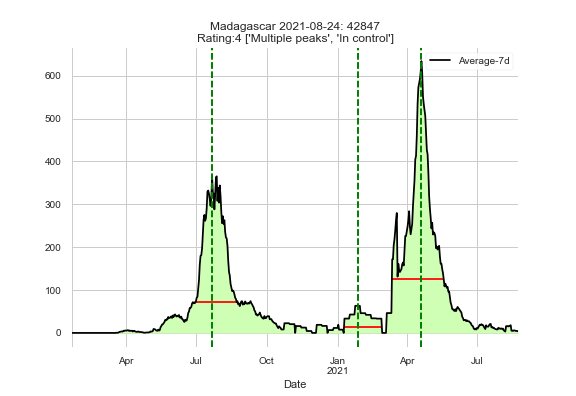 Madagascar 2021-08-24: 42847
Rating:4 ['Multiple peaks', 'In control']
Average-7d
600
500
400
300
200
100
0
Apr
Jul
Oct
Jan
2021
Apr
Jul
Date